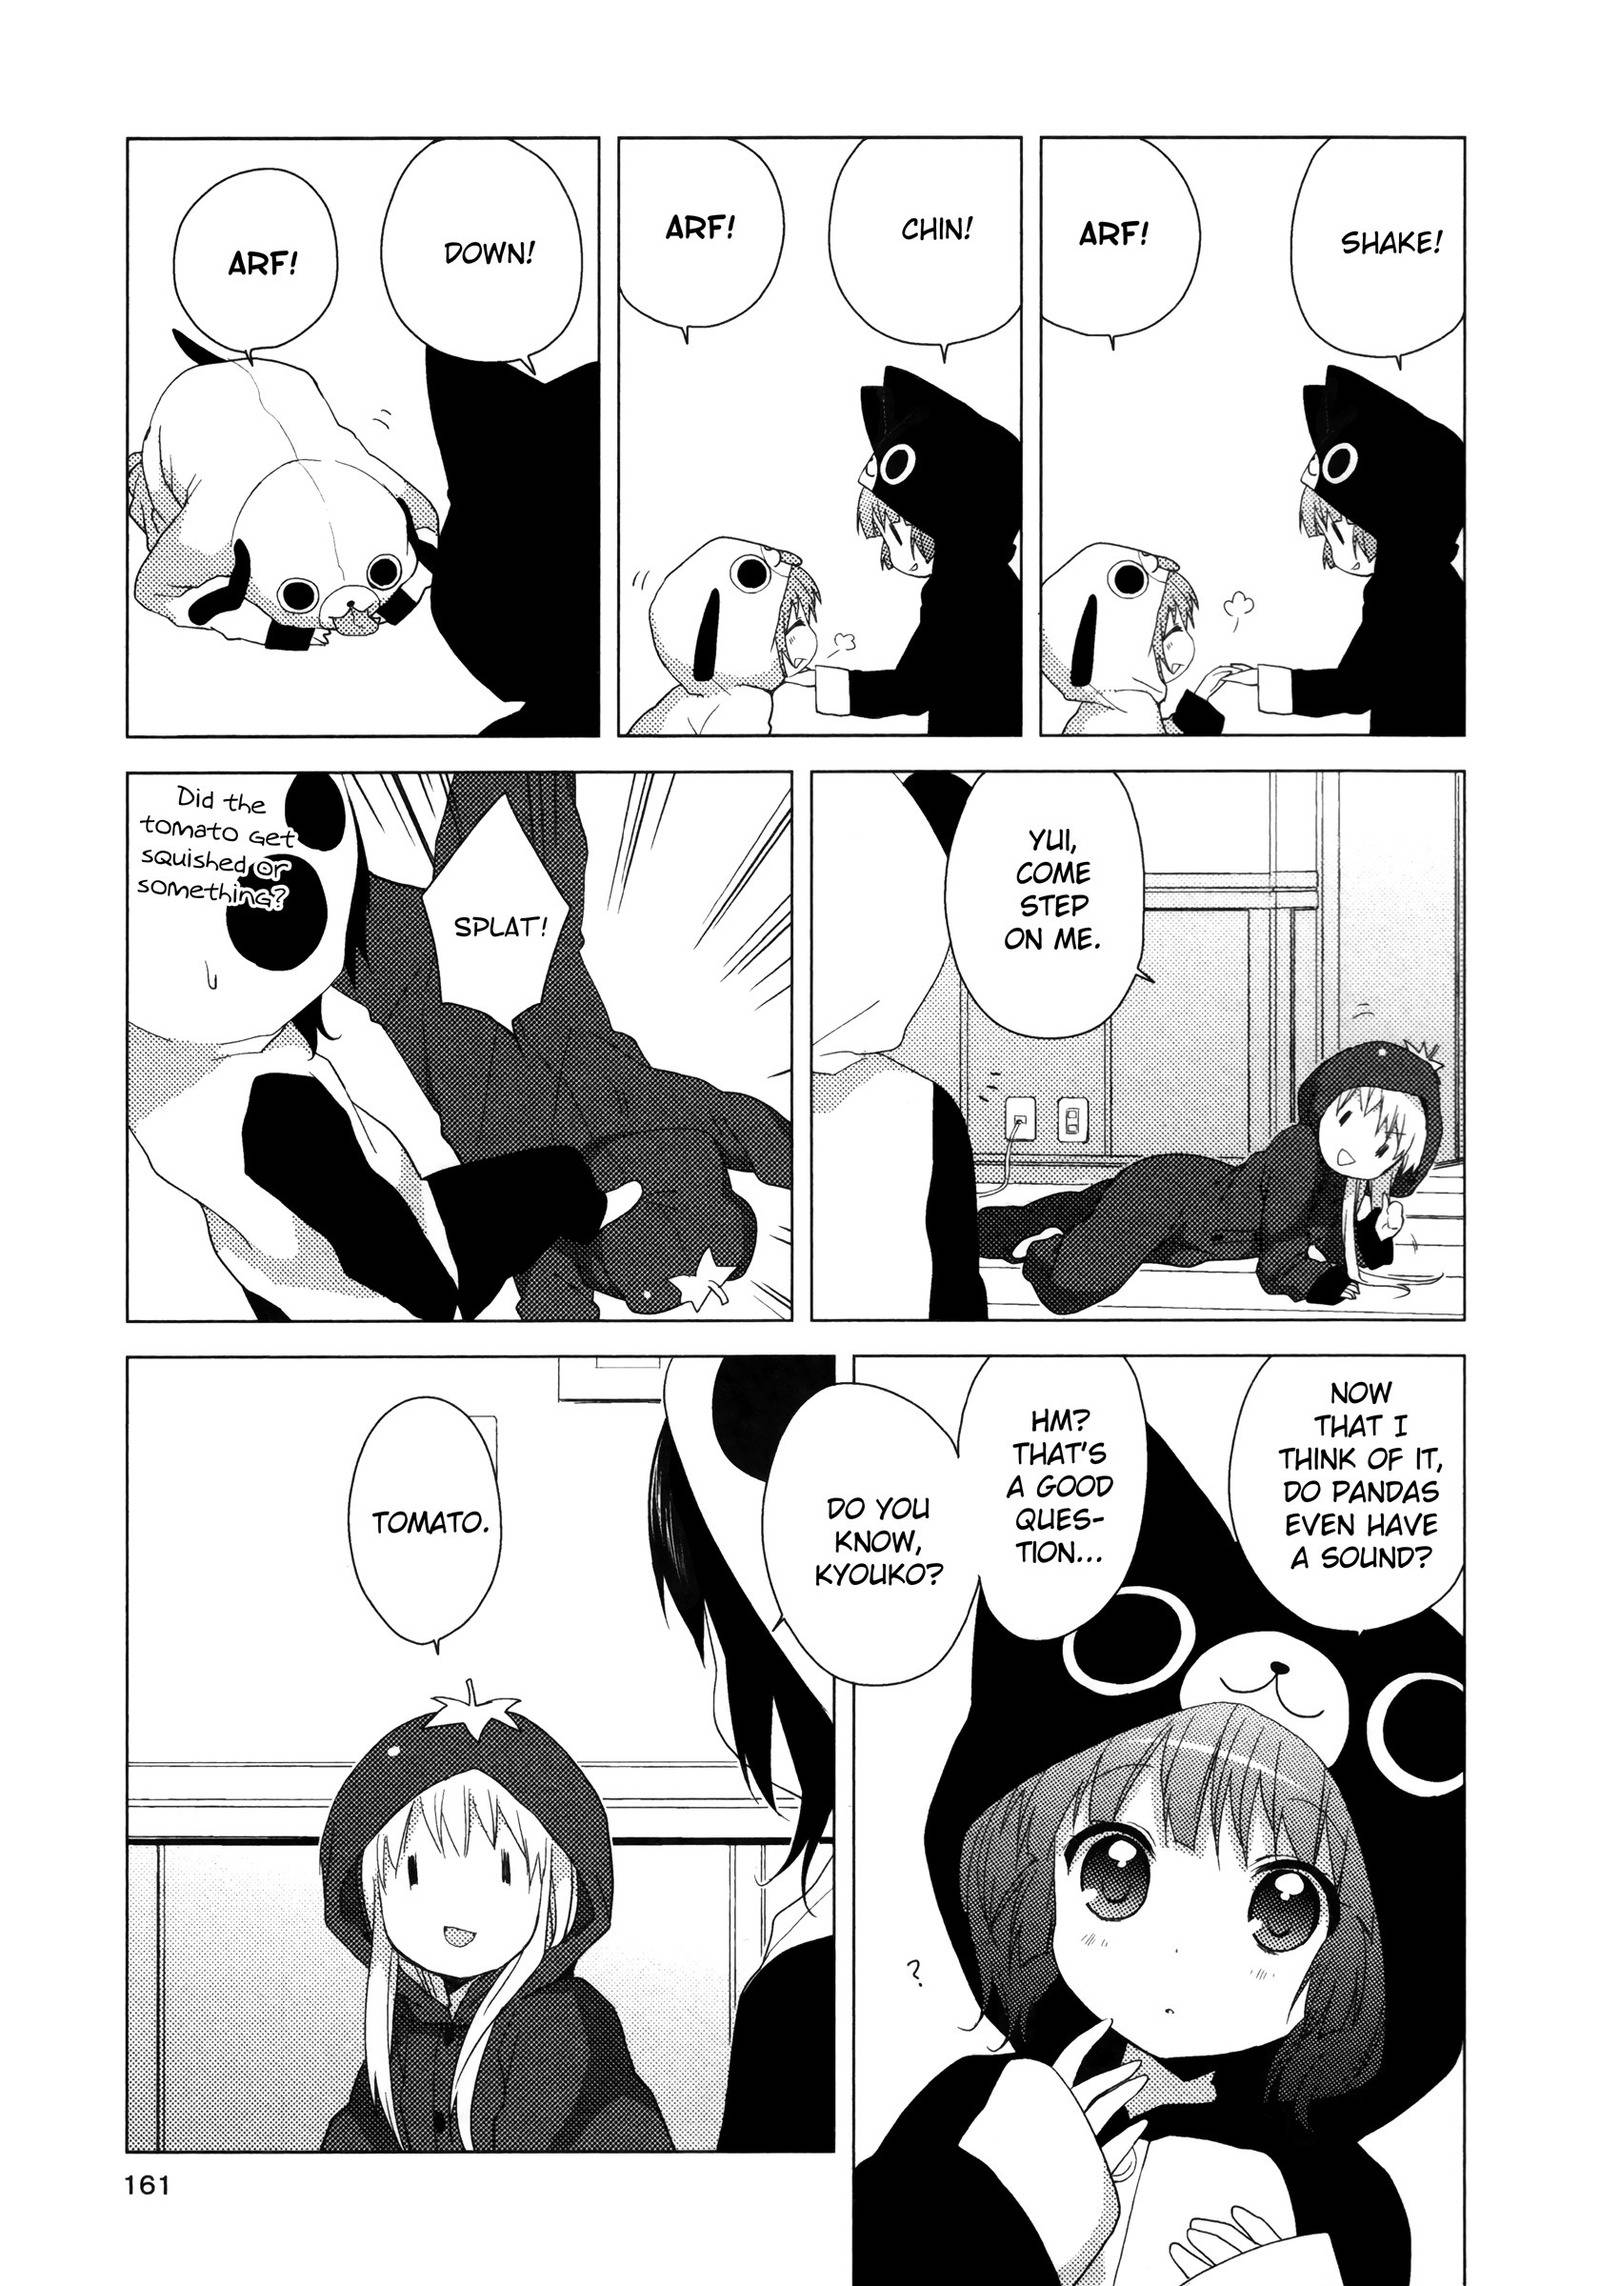 SHAKE!
ARF!
CHIN!
ARF!
DOWN!
ARF!
YUI,
COME
STEP
ON ME.
SPLAT!
Did the
tomato get
squished or
something?
NOW
THAT I
THINK OF IT,
DO PANDAS
EVEN HAVE
A SOUND?
HM?
THAT'S
A GOOD
QUES-
TION...
DO YOU
KNOW,
KYOUKO?
?
TOMATO.
161